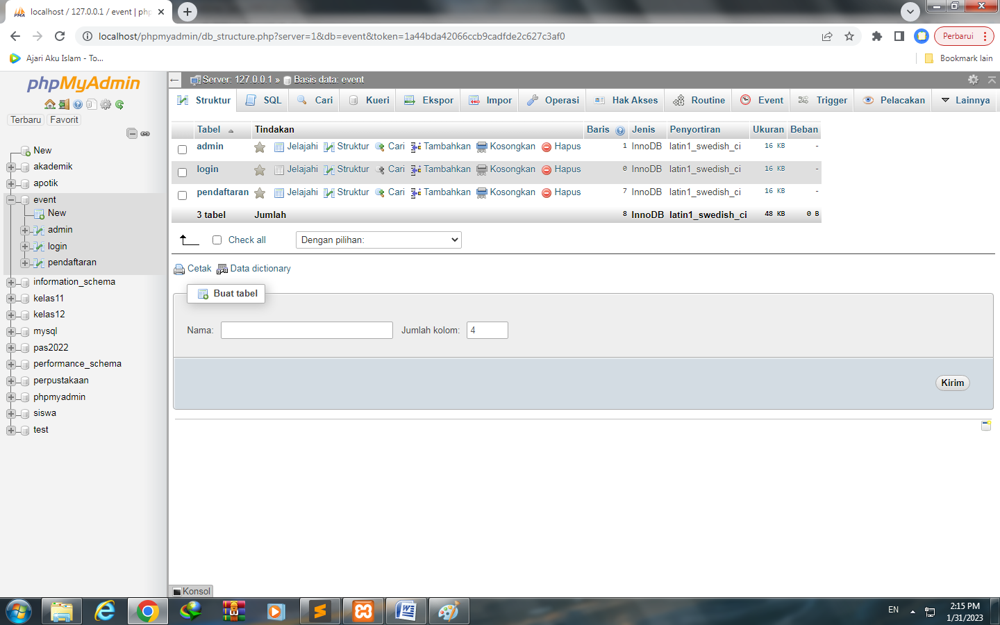 localhost / 127.0.0.1 / event | php
localhost/phpmyadmin/db_structure.php?server=1&db=event&token=1a44bda42066ccb9cadfde2c627c3af0
Perbarui
Ajari Aku Islam - To...
Bookmark lain
phpMyAdmin
Terbaru Favorit
New
akademik
apotik
event
New
admin
login
pendaftaran
information_schema
kelas11
kelas12
mysql
pas2022
performance_schema
perpustakaan
phpmyadmin
siswa
test
Server: 127.0.0.1 » Basis data: event
Struktur SQL Cari Kueri Ekspor Impor Operasi Hak Akses Routine Event Trigger Pelacakan Lainnya
Tabel Tindakan Baris Jenis Penyortiran Ukuran Beban
admin Jelajahi Struktur Cari Tambahkan Kosongkan Hapus 1 InnoDB latin1_swedish_ci 16 KB -
login Jelajahi Struktur Cari Tambahkan Kosongkan Hapus 0 InnoDB latin1_swedish_ci 16 KB -
pendaftaran Jelajahi Struktur Cari Tambahkan Kosongkan Hapus 7 InnoDB latin1_swedish_ci 16 KB -
3 tabel Jumlah 8 InnoDB latin1_swedish_ci 48 KB 0 B
Check all Dengan pilihan:
Cetak Data dictionary
Buat tabel
Nama: Jumlah kolom: 4
Kirim
Konsol
EN
2:15 PM
1/31/2023